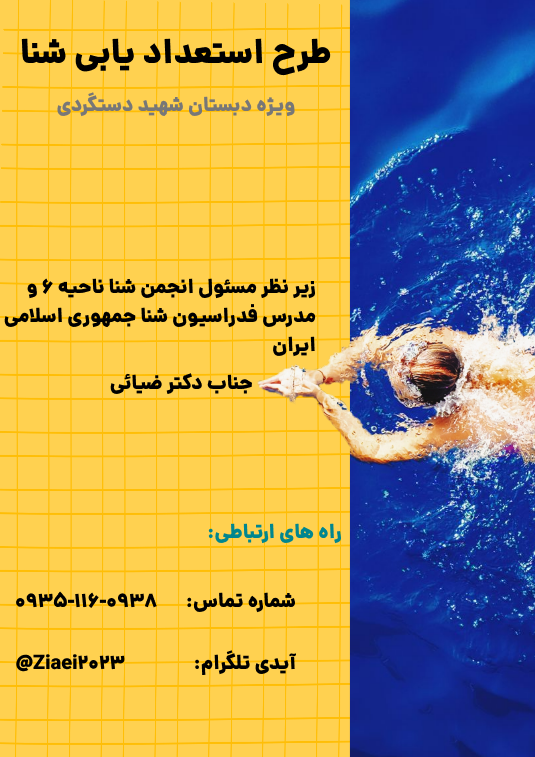 طرح استعداد یابی شنا
ویژه دبستان شهید دستگردی
زیر نظر مسئول انجمن شنا ناحیه ۶ و
مدرس فدراسیون شنا جمهوری اسلامی
ایران
جناب دکتر ضیائی
راه های ارتباطی:
شماره تماس: ۰۹۳۵-۱۱۶-۰۹۳۸
آیدی تلگرام: @Ziaei۲۰۲۳